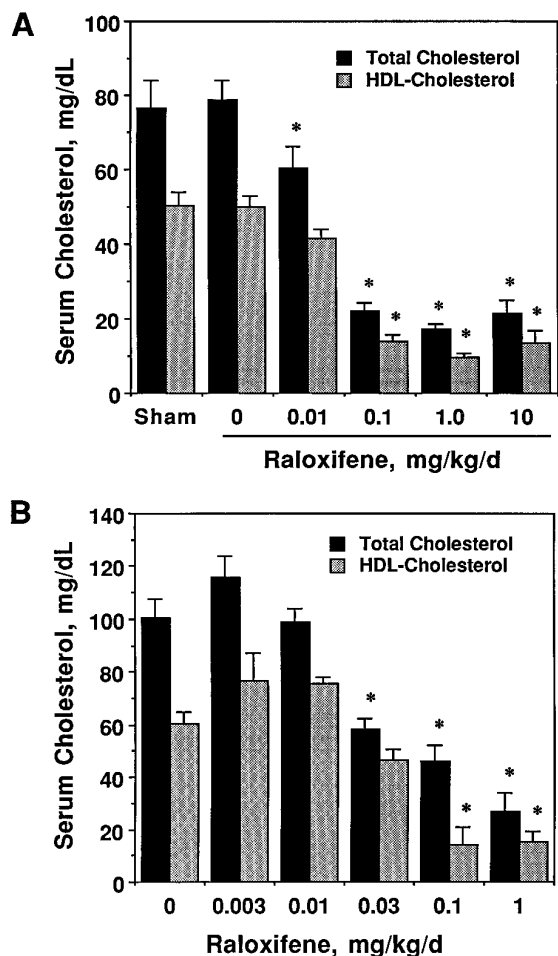 A
Serum Cholesterol, mg/dL
100
80
60
40
20
0
Total Cholesterol
HDL-Cholesterol
*
* *
* *
* *
Sham 0 0.01 0.1 1.0 10
Raloxifene, mg/kg/d
B
Serum Cholesterol, mg/dL
140
120
100
80
60
40
20
0
Total Cholesterol
HDL-Cholesterol
*
* *
* *
0 0.003 0.01 0.03 0.1 1
Raloxifene, mg/kg/d